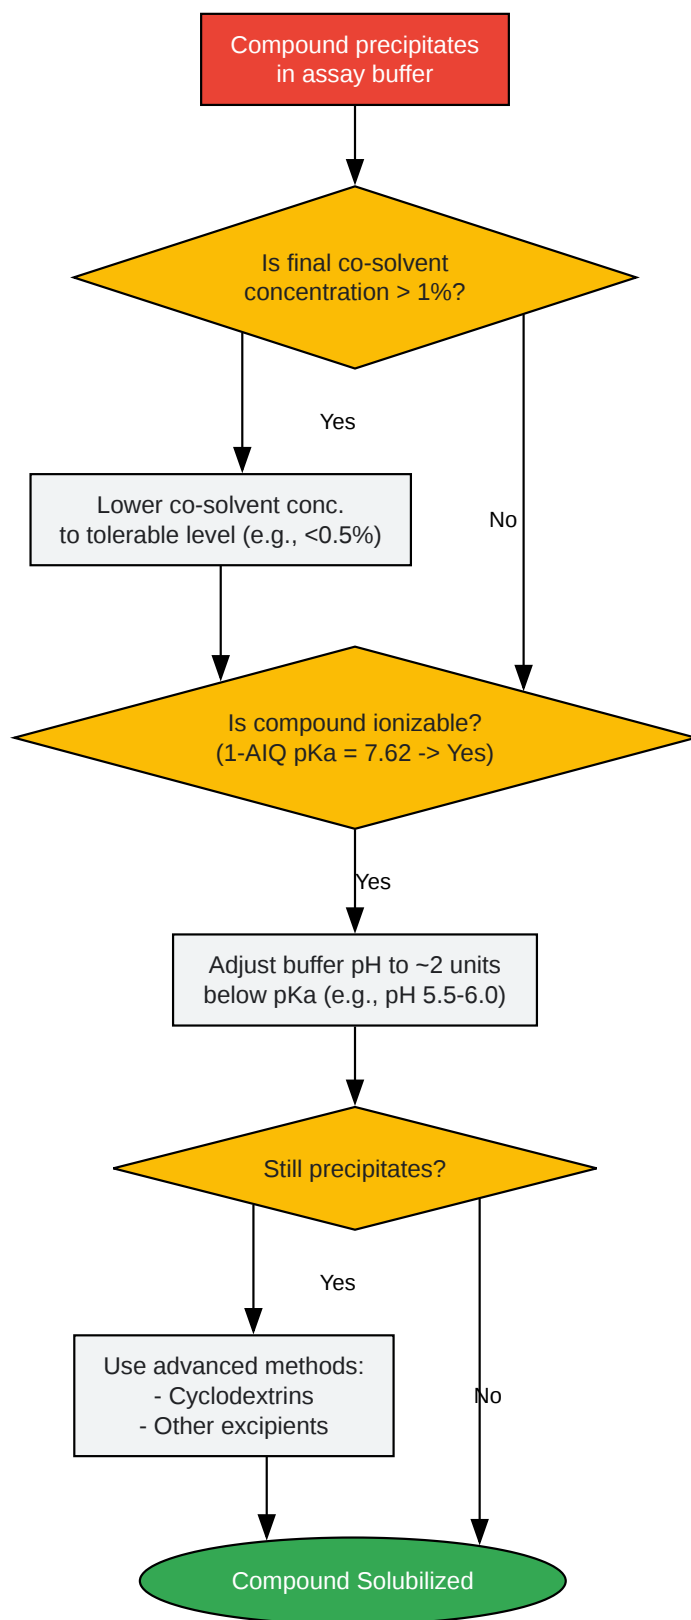 Compound precipitates
in assay buffer
Is final co-solvent
concentration > 1%?
Yes
Lower co-solvent conc.
to tolerable level (e.g., <0.5%)
No
Is compound ionizable?
(1-AIQ pKa = 7.62 -> Yes)
Yes
Adjust buffer pH to ~2 units
below pKa (e.g., pH 5.5-6.0)
Still precipitates?
Yes
Use advanced methods:
- Cyclodextrins
- Other excipients
No
Compound Solubilized